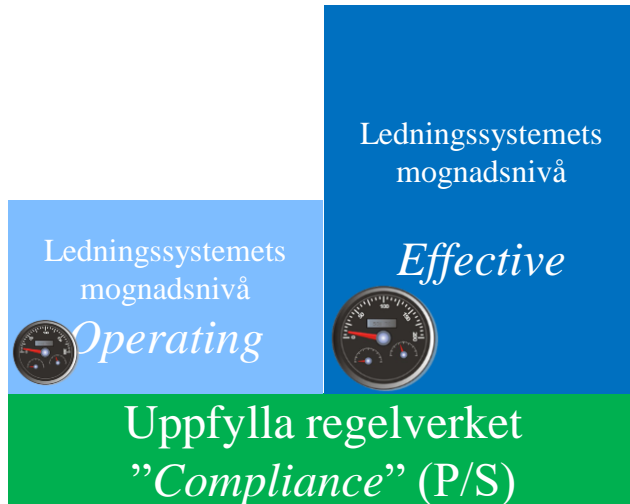 Ledningssystemets
mognadsnivå
Effective
Ledningssystemets
mognadsnivå
Operating
Uppfylla regelverket
”Compliance” (P/S)